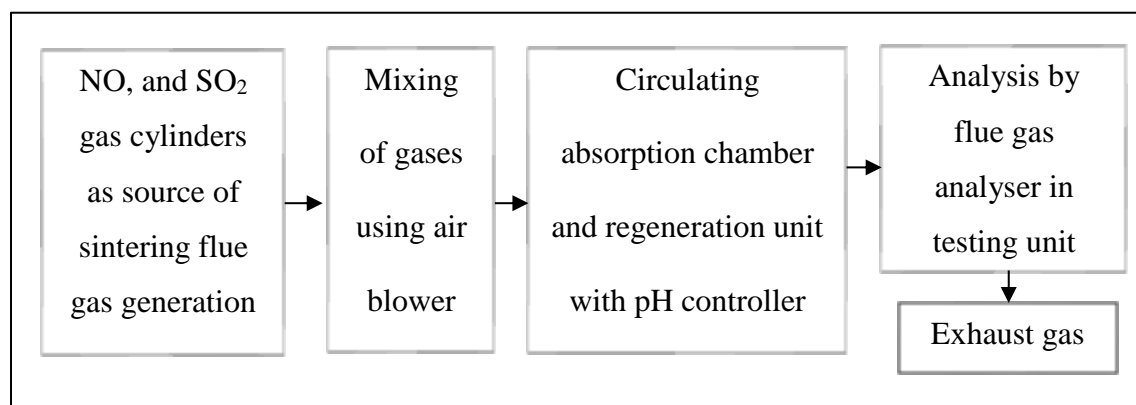 NO, and SO₂
gas cylinders
as source of
sintering flue
gas generation
Mixing
of gases
using air
blower
Circulating
absorption chamber
and regeneration unit
with pH controller
Analysis by
flue gas
analyser in
testing unit
Exhaust gas